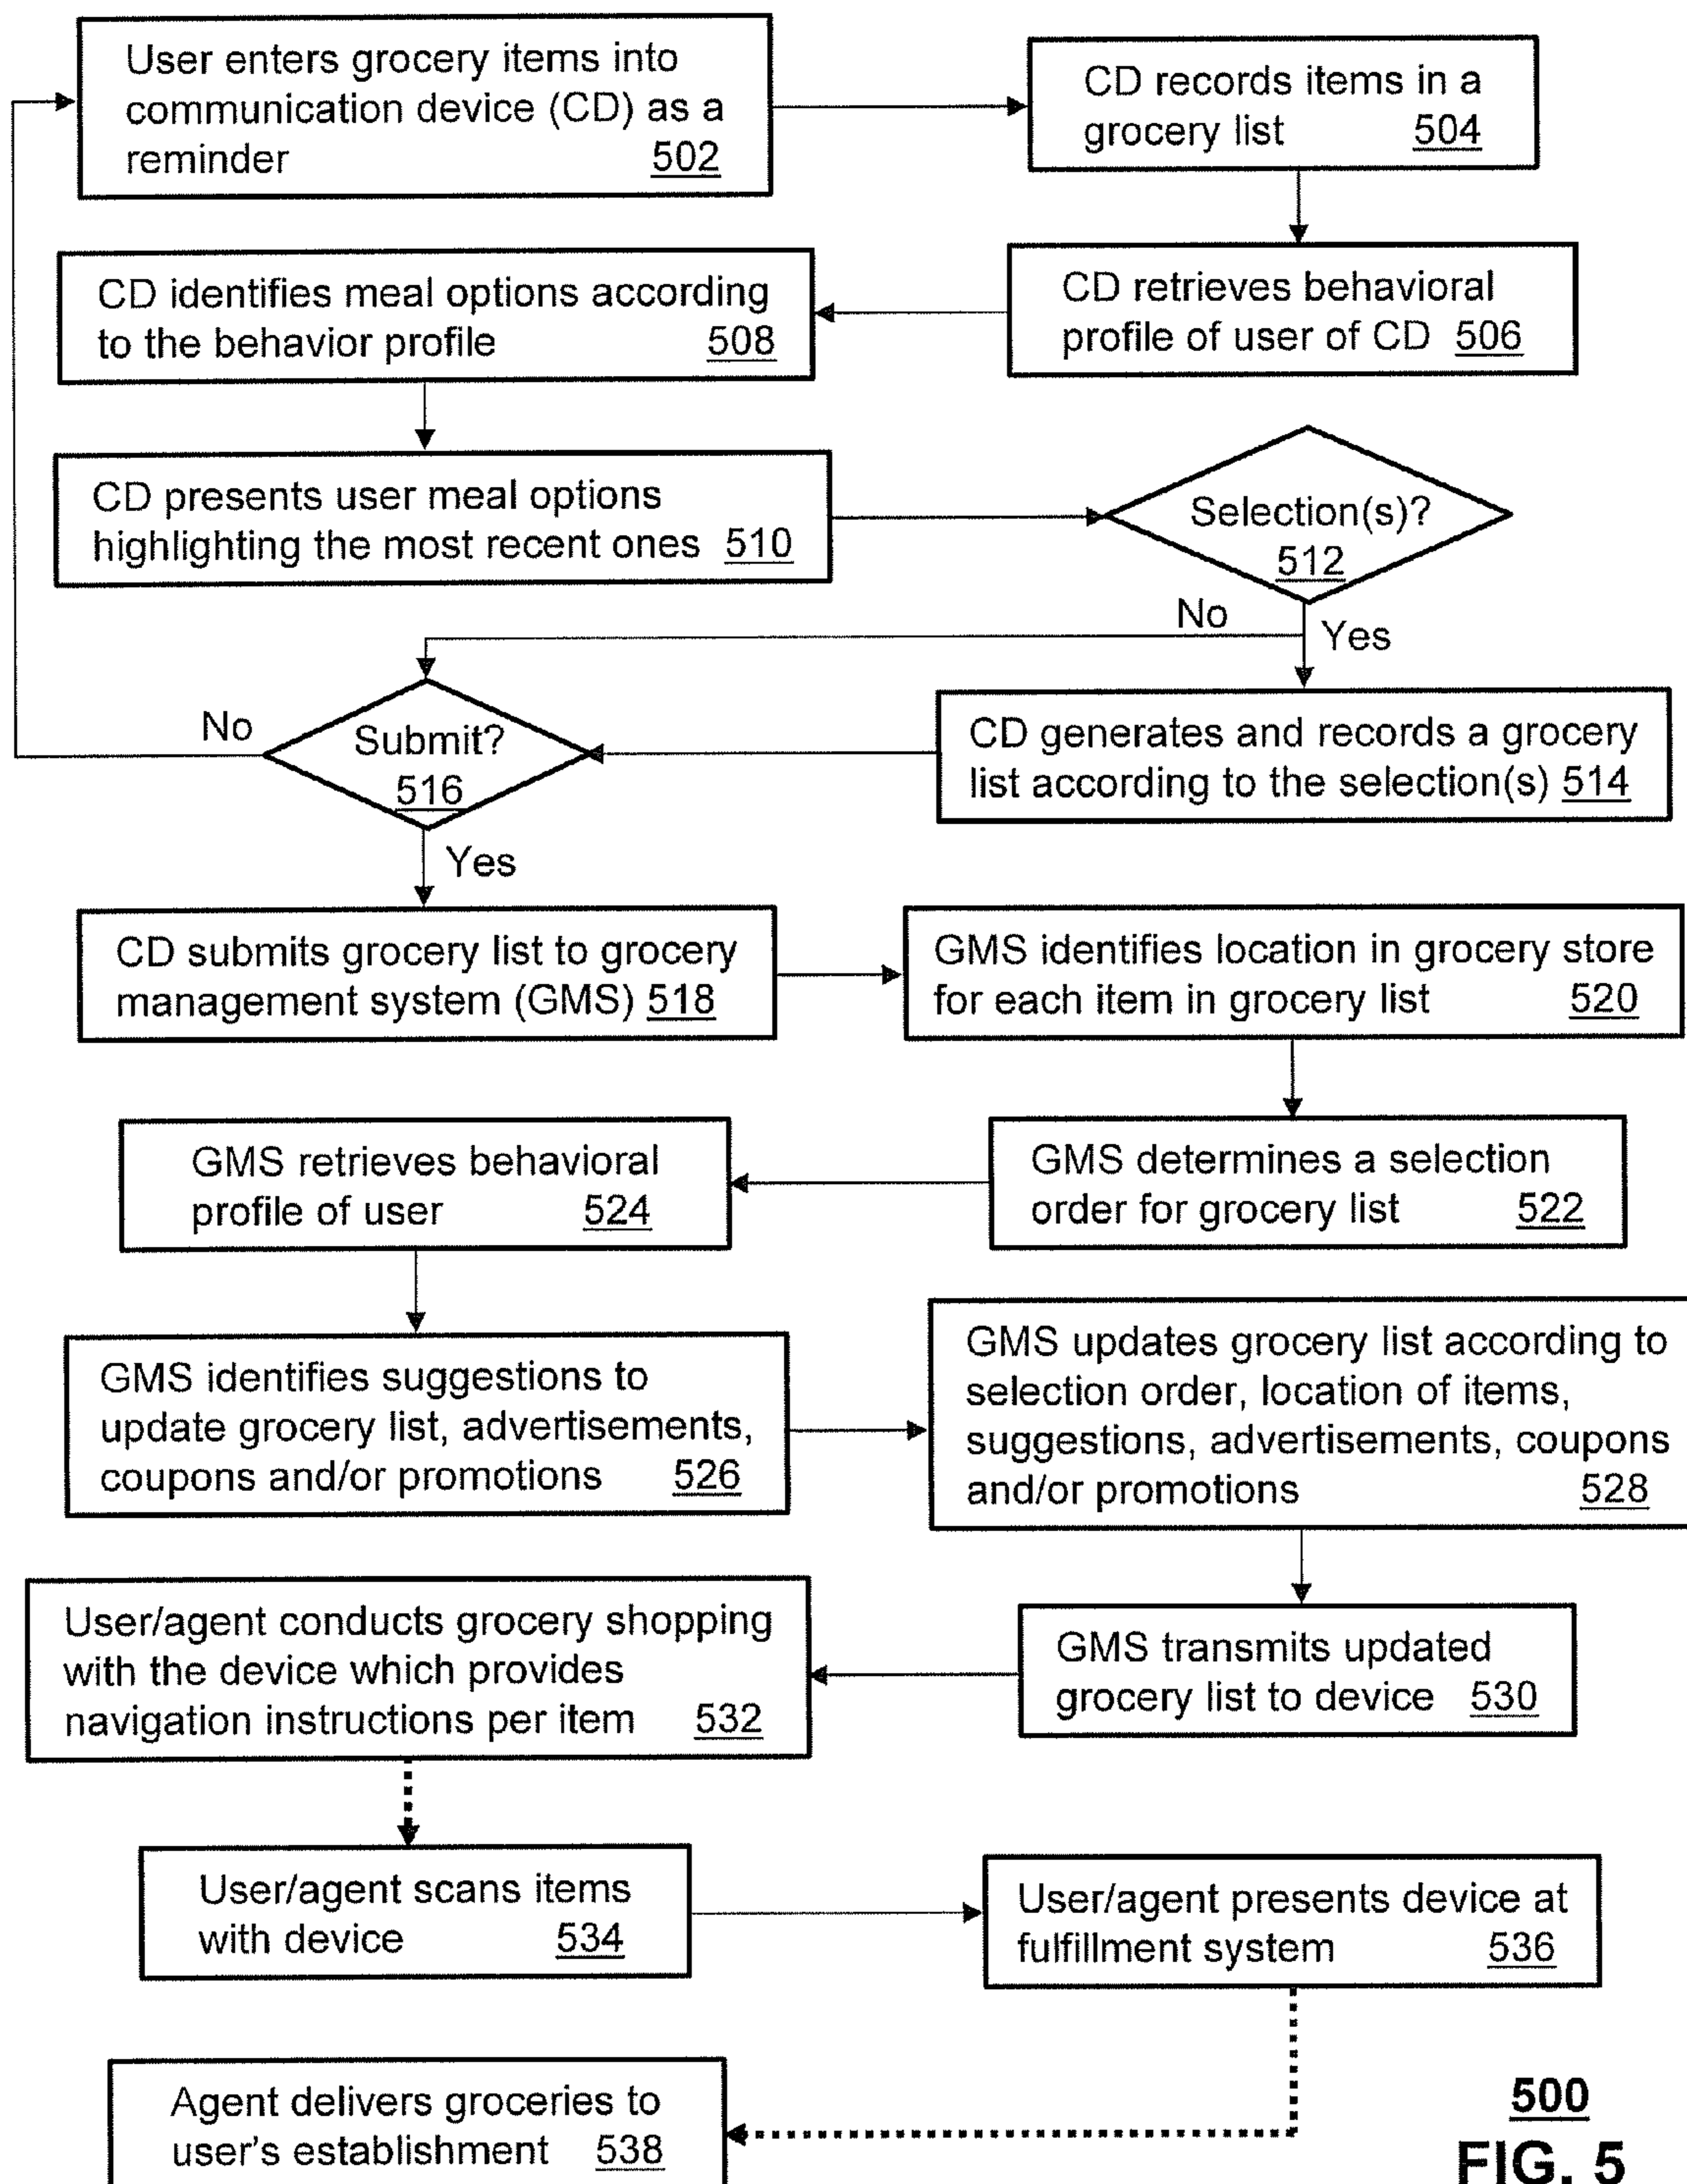 User enters grocery items into
communication device (CD) as a
reminder 502
CD records items in a
grocery list 504
CD retrieves behavioral
profile of user of CD 506
CD identifies meal options according
to the behavior profile 508
CD presents user meal options
highlighting the most recent ones 510
Selection(s)?
512
No
Yes
CD generates and records a grocery
list according to the selection(s) 514
Submit?
516
No
Yes
CD submits grocery list to grocery
management system (GMS) 518
GMS identifies location in grocery store
for each item in grocery list 520
GMS determines a selection
order for grocery list 522
GMS retrieves behavioral
profile of user 524
GMS identifies suggestions to
update grocery list, advertisements,
coupons and/or promotions 526
GMS updates grocery list according to
selection order, location of items,
suggestions, advertisements, coupons
and/or promotions 528
GMS transmits updated
grocery list to device 530
User/agent conducts grocery shopping
with the device which provides
navigation instructions per item 532
User/agent scans items
with device 534
User/agent presents device at
fulfillment system 536
Agent delivers groceries to
user's establishment 538
500
FIG. 5